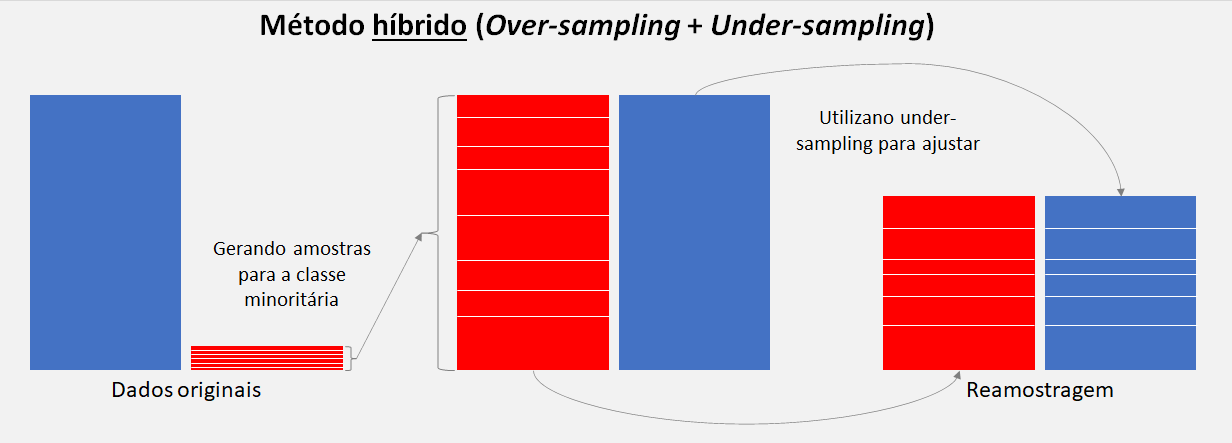 Método híbrido (Over-sampling + Under-sampling)
Utilizano under-
sampling para ajustar
Gerando amostras
para a classe
minoritária
Dados originais
Reamostragem